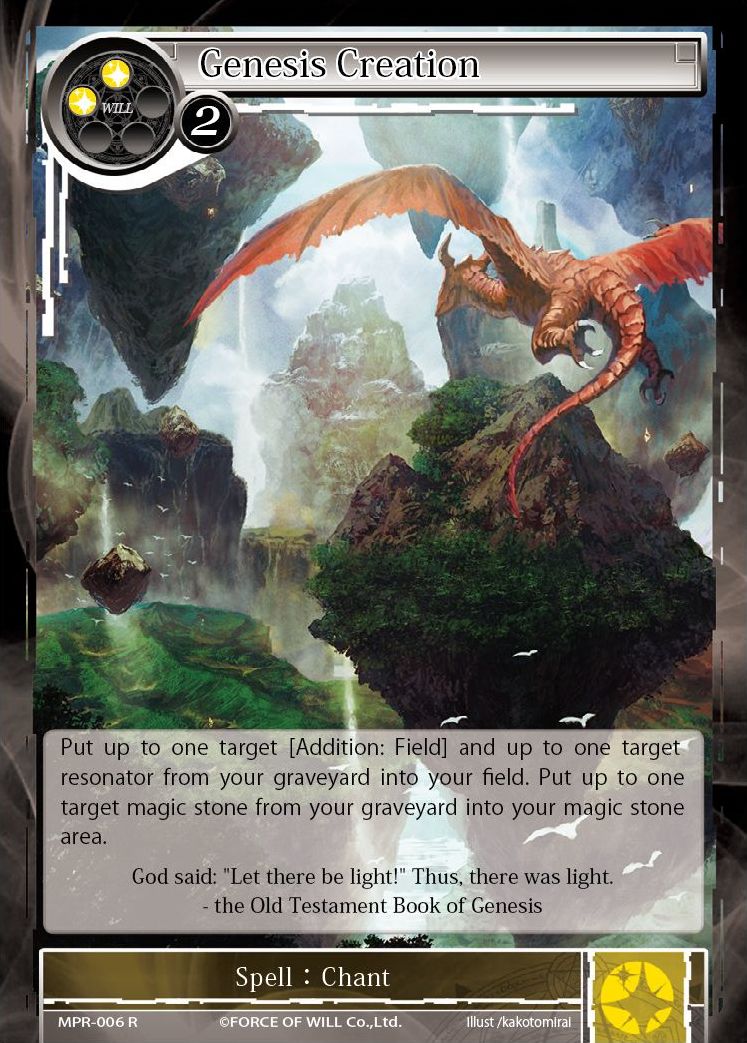 Genesis Creation
WILL
2
Put up to one target [Addition: Field] and up to one target
resonator from your graveyard into your field. Put up to one
target magic stone from your graveyard into your magic stone
area.
God said: "Let there be light!" Thus, there was light.
- the Old Testament Book of Genesis
Spell : Chant
MPR-006 R ©FORCE OF WILL Co.,Ltd. Illust /kakotomirai